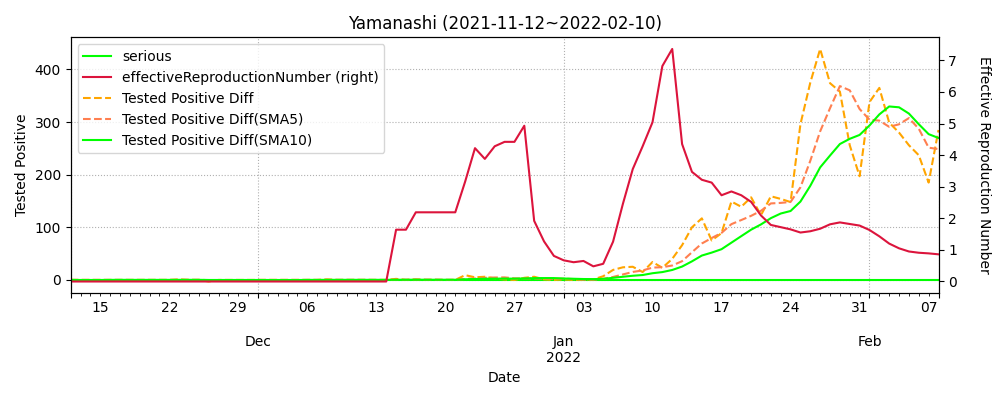 Yamanashi (2021-11-12~2022-02-10)
serious
effectiveReproductionNumber (right)
Tested Positive Diff
Tested Positive Diff(SMA5)
Tested Positive Diff(SMA10)
Tested Positive
400
300
200
100
0
Effective Reproduction Number
7
6
5
4
3
2
1
0
15 22 29 06 13 20 27 03 10 17 24 31 07
Dec Jan Feb
2022
Date